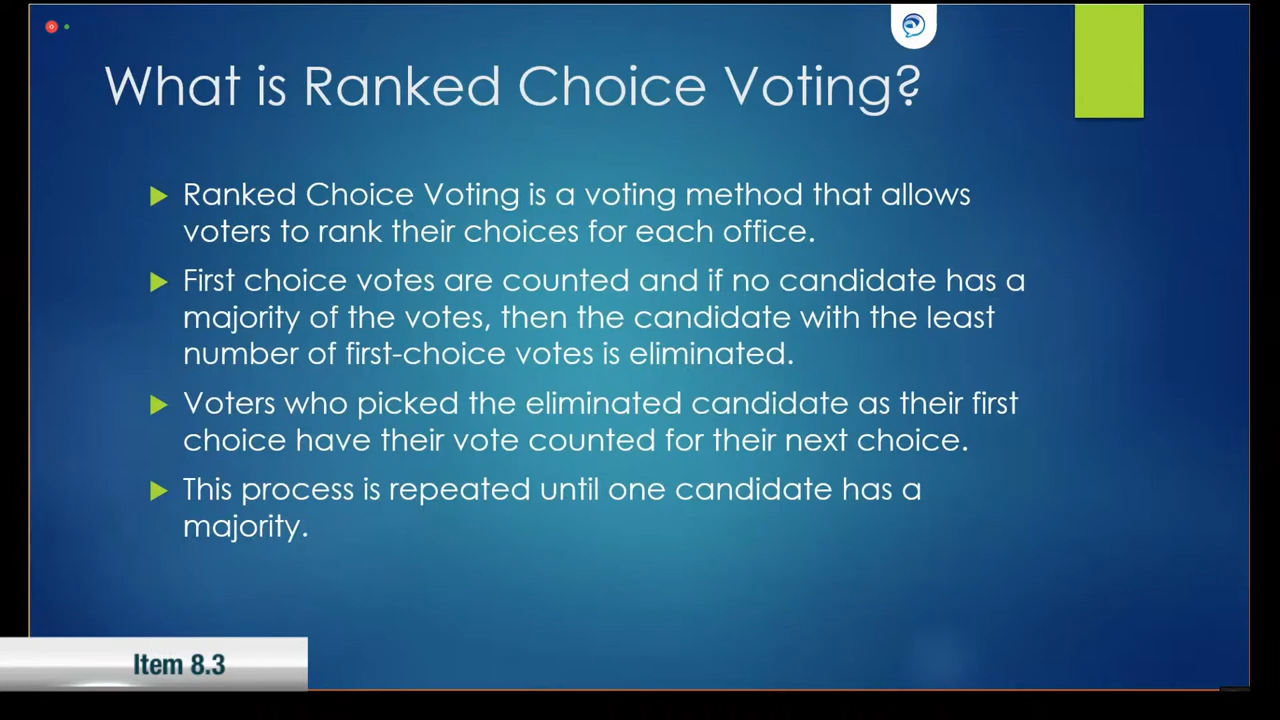 What is Ranked Choice Voting?
Ranked Choice Voting is a voting method that allows
voters to rank their choices for each office.
First choice votes are counted and if no candidate has a
majority of the votes, then the candidate with the least
number of first-choice votes is eliminated.
Voters who picked the eliminated candidate as their first
choice have their vote counted for their next choice.
This process is repeated until one candidate has a
majority.
Item 8.3